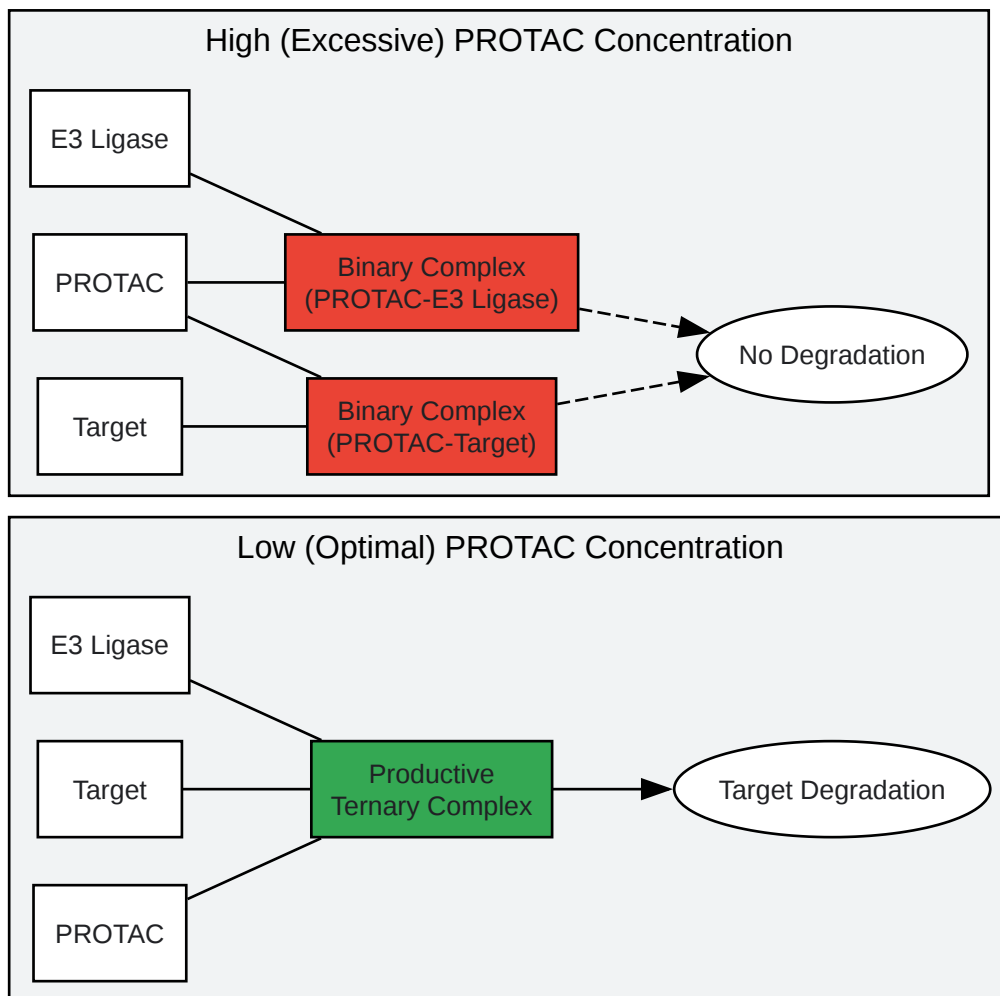 High (Excessive) PROTAC Concentration
E3 Ligase
PROTAC
Target
Binary Complex
(PROTAC-E3 Ligase)
Binary Complex
(PROTAC-Target)
No Degradation
Low (Optimal) PROTAC Concentration
E3 Ligase
Target
PROTAC
Productive
Ternary Complex
Target Degradation